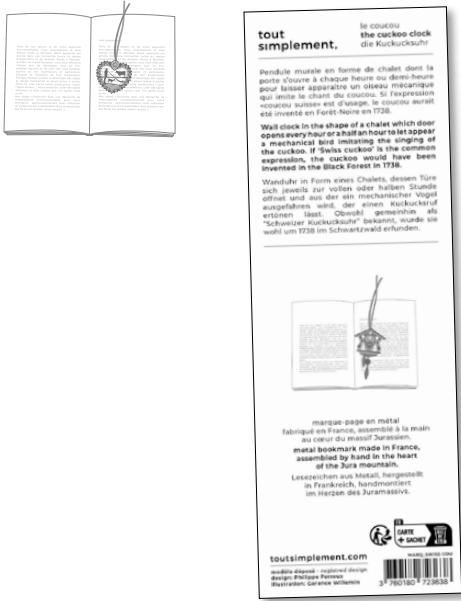 tout
simplement,
le coucou
the cuckoo clock
die Kuckucksuhr
Pendule murale en forme de chalet dont la
porte s'ouvre à chaque heure ou demi-heure
pour laisser apparaître un oiseau mécanique
qui imite le chant du coucou. Si l'expression
«coucou suisse» est d'usage, le coucou aurait
été inventé en Forêt-Noire en 1738.
Wall clock in the shape of a chalet which door
opens every hour or a half an hour to let appear
a mechanical bird imitating the singing of
the cuckoo. If 'Swiss cuckoo' is the common
expression, the cuckoo would have been
invented in the Black Forest in 1738.
Wanduhr in Form eines Chalets, dessen Türe
sich jeweils zur vollen oder halben Stunde
öffnet und aus der ein mechanischer Vogel
ausgefahren wird, der einen Kuckucksruf
ertönen lässt. Obwohl gemeinhin als
"Schweizer Kuckucksuhr" bekannt, wurde sie
wohl um 1738 im Schwartzwald erfunden.
marque-page en métal
fabriqué en France, assemblé à la main
au cœur du massif Jurassien.
metal bookmark made in France,
assembled by hand in the heart
of the Jura mountain.
Lesezeichen aus Metall, hergestellt
in Frankreich, handmontiert
im Herzen des Juramassivs.
CARTE
+ SACHET
toutsimplement.com
modèle déposé - registred design
design: Philippe Ferreux
illustration: Garance Willemin
MARQ_SWISS COU
3 760180 723638